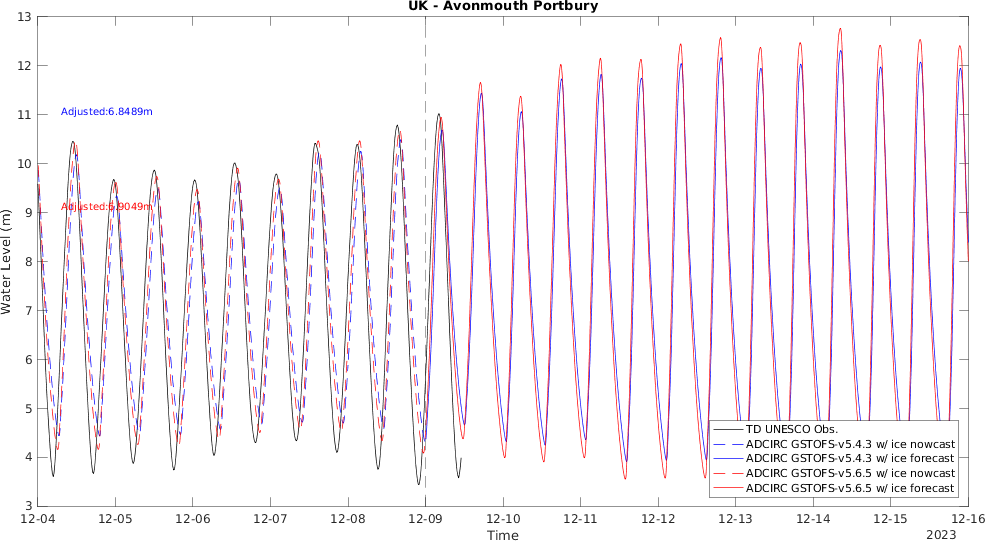 UK - Avonmouth Portbury
13
12
11
10
9
8
7
6
5
4
3
Water Level (m)
Adjusted:6.8489m
Adjusted:6.9049m
TD UNESCO Obs.
ADCIRC GSTOFS-v5.4.3 w/ ice nowcast
ADCIRC GSTOFS-v5.4.3 w/ ice forecast
ADCIRC GSTOFS-v5.6.5 w/ ice nowcast
ADCIRC GSTOFS-v5.6.5 w/ ice forecast
12-04 12-05 12-06 12-07 12-08 12-09 12-10 12-11 12-12 12-13 12-14 12-15 12-16
Time
2023